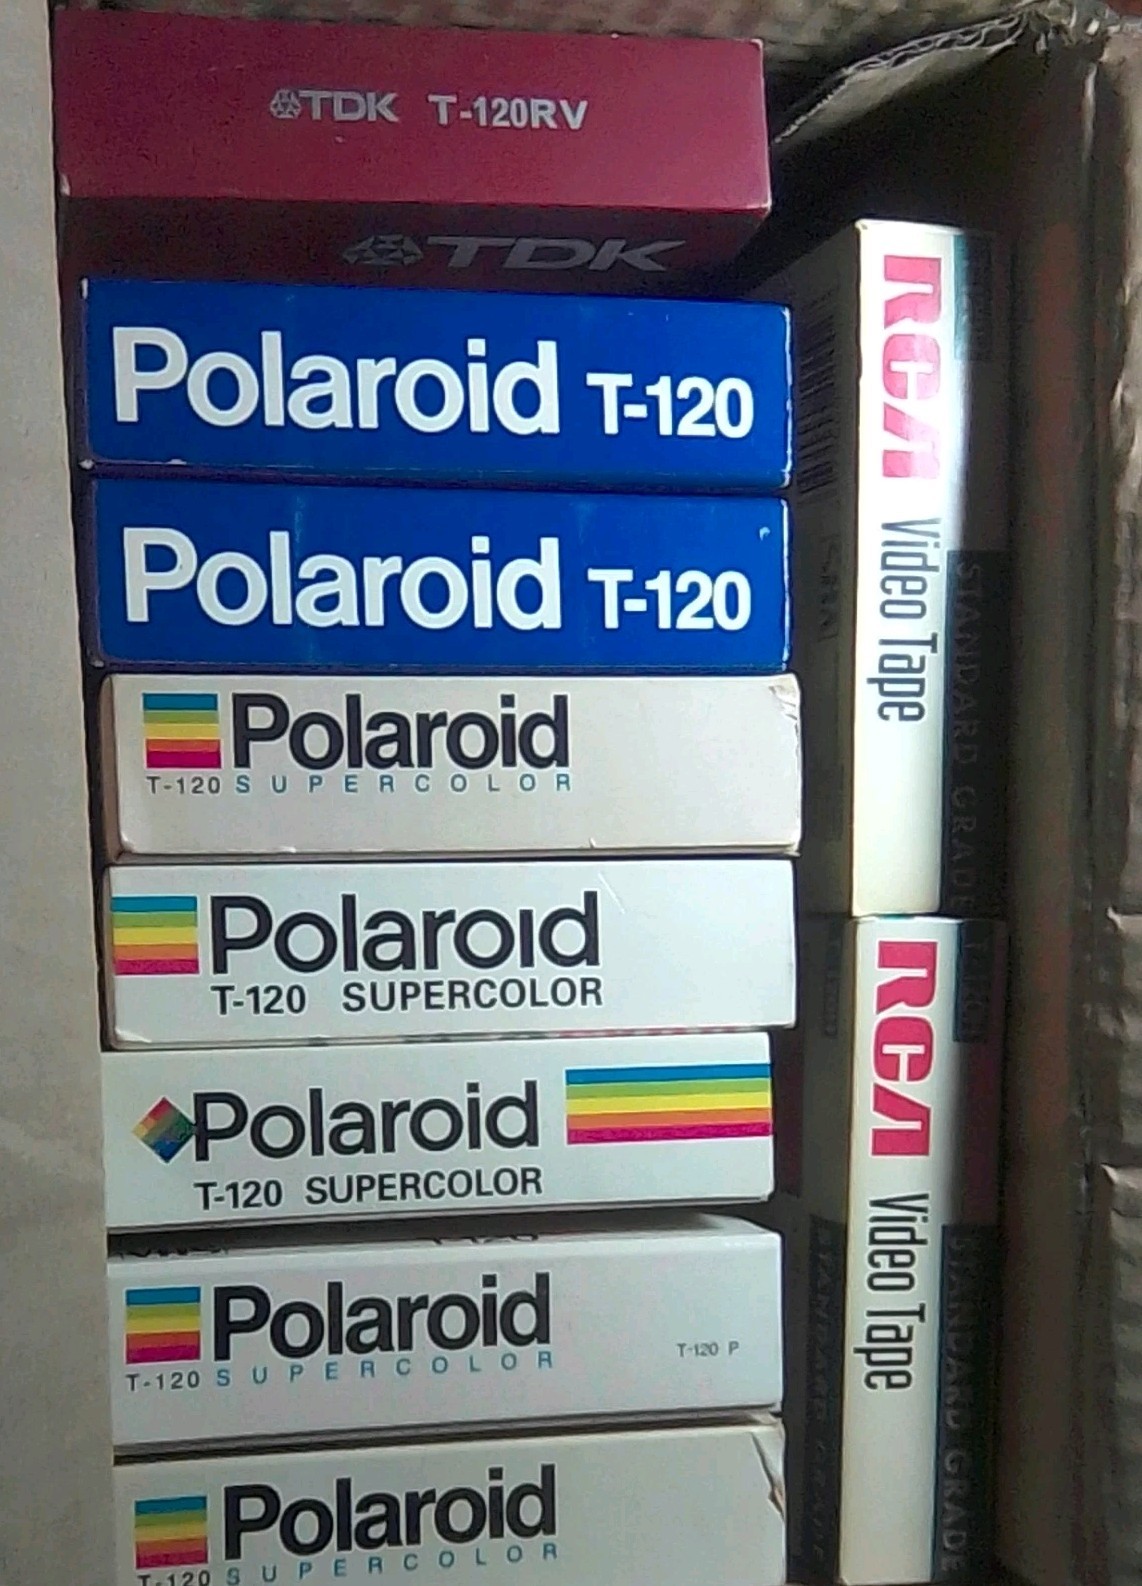 TDK T-120RV
TDK
Polaroid T-120
Polaroid T-120
Polaroid
T-120 SUPERCOLOR
Polaroid
T-120 SUPERCOLOR
Polaroid
T-120 SUPERCOLOR
Polaroid
T-120 SUPERCOLOR
T-120 P
Polaroid
T-120 SUPERCOLOR
RCA Video Tape
STANDARD GRADE
RCA Video Tape
STANDARD GRADE